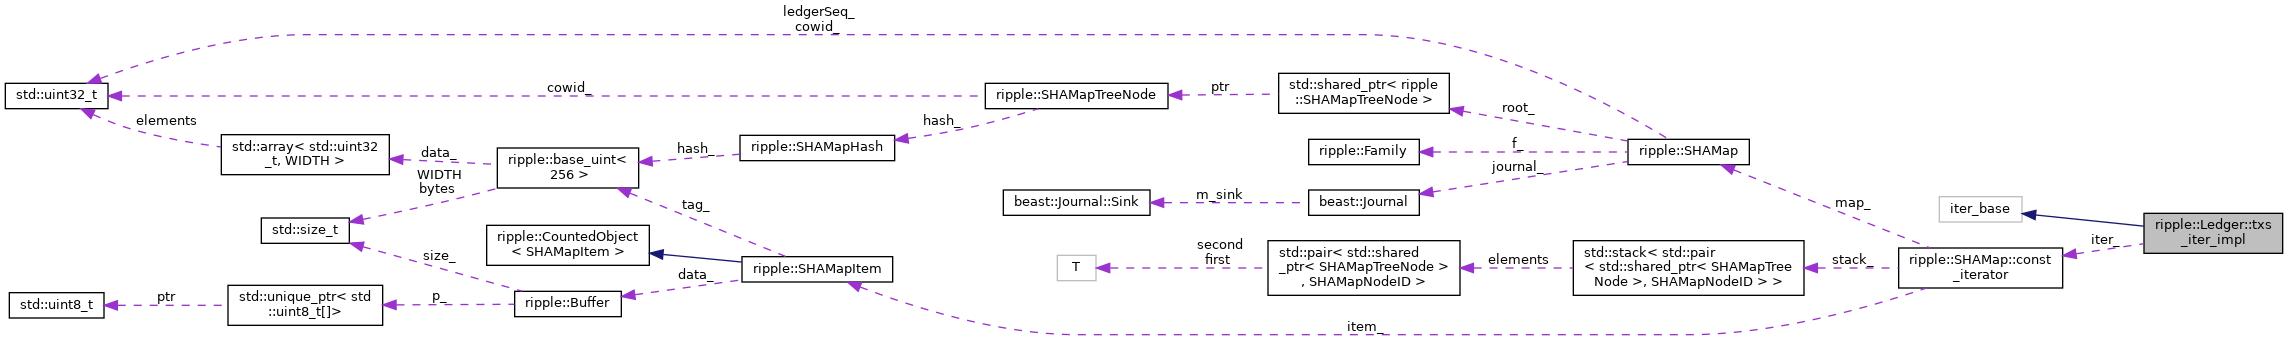 ledgerSeq_
cowid_
std::uint32_t
cowid_
ripple::SHAMapTreeNode
ptr
std::shared_ptr< ripple
::SHAMapTreeNode >
root_
elements
hash_
std::array< std::uint32
_t, WIDTH >
data_
ripple::base_uint<
256 >
hash_
ripple::SHAMapHash
ripple::Family
f_
ripple::SHAMap
WIDTH
bytes
journal_
beast::Journal::Sink
m_sink
beast::Journal
tag_
map_
iter_base
std::size_t
ripple::CountedObject
< SHAMapItem >
ripple::Ledger::txs
_iter_impl
iter_
size_
second
first
T
std::pair< std::shared
_ptr< SHAMapTreeNode >
, SHAMapNodeID >
elements
std::stack< std::pair
< std::shared_ptr< SHAMapTree
Node >, SHAMapNodeID > >
stack_
ripple::SHAMap::const
_iterator
ripple::SHAMapItem
data_
std::uint8_t
ptr
std::unique_ptr< std
::uint8_t[]>
p_
ripple::Buffer
item_